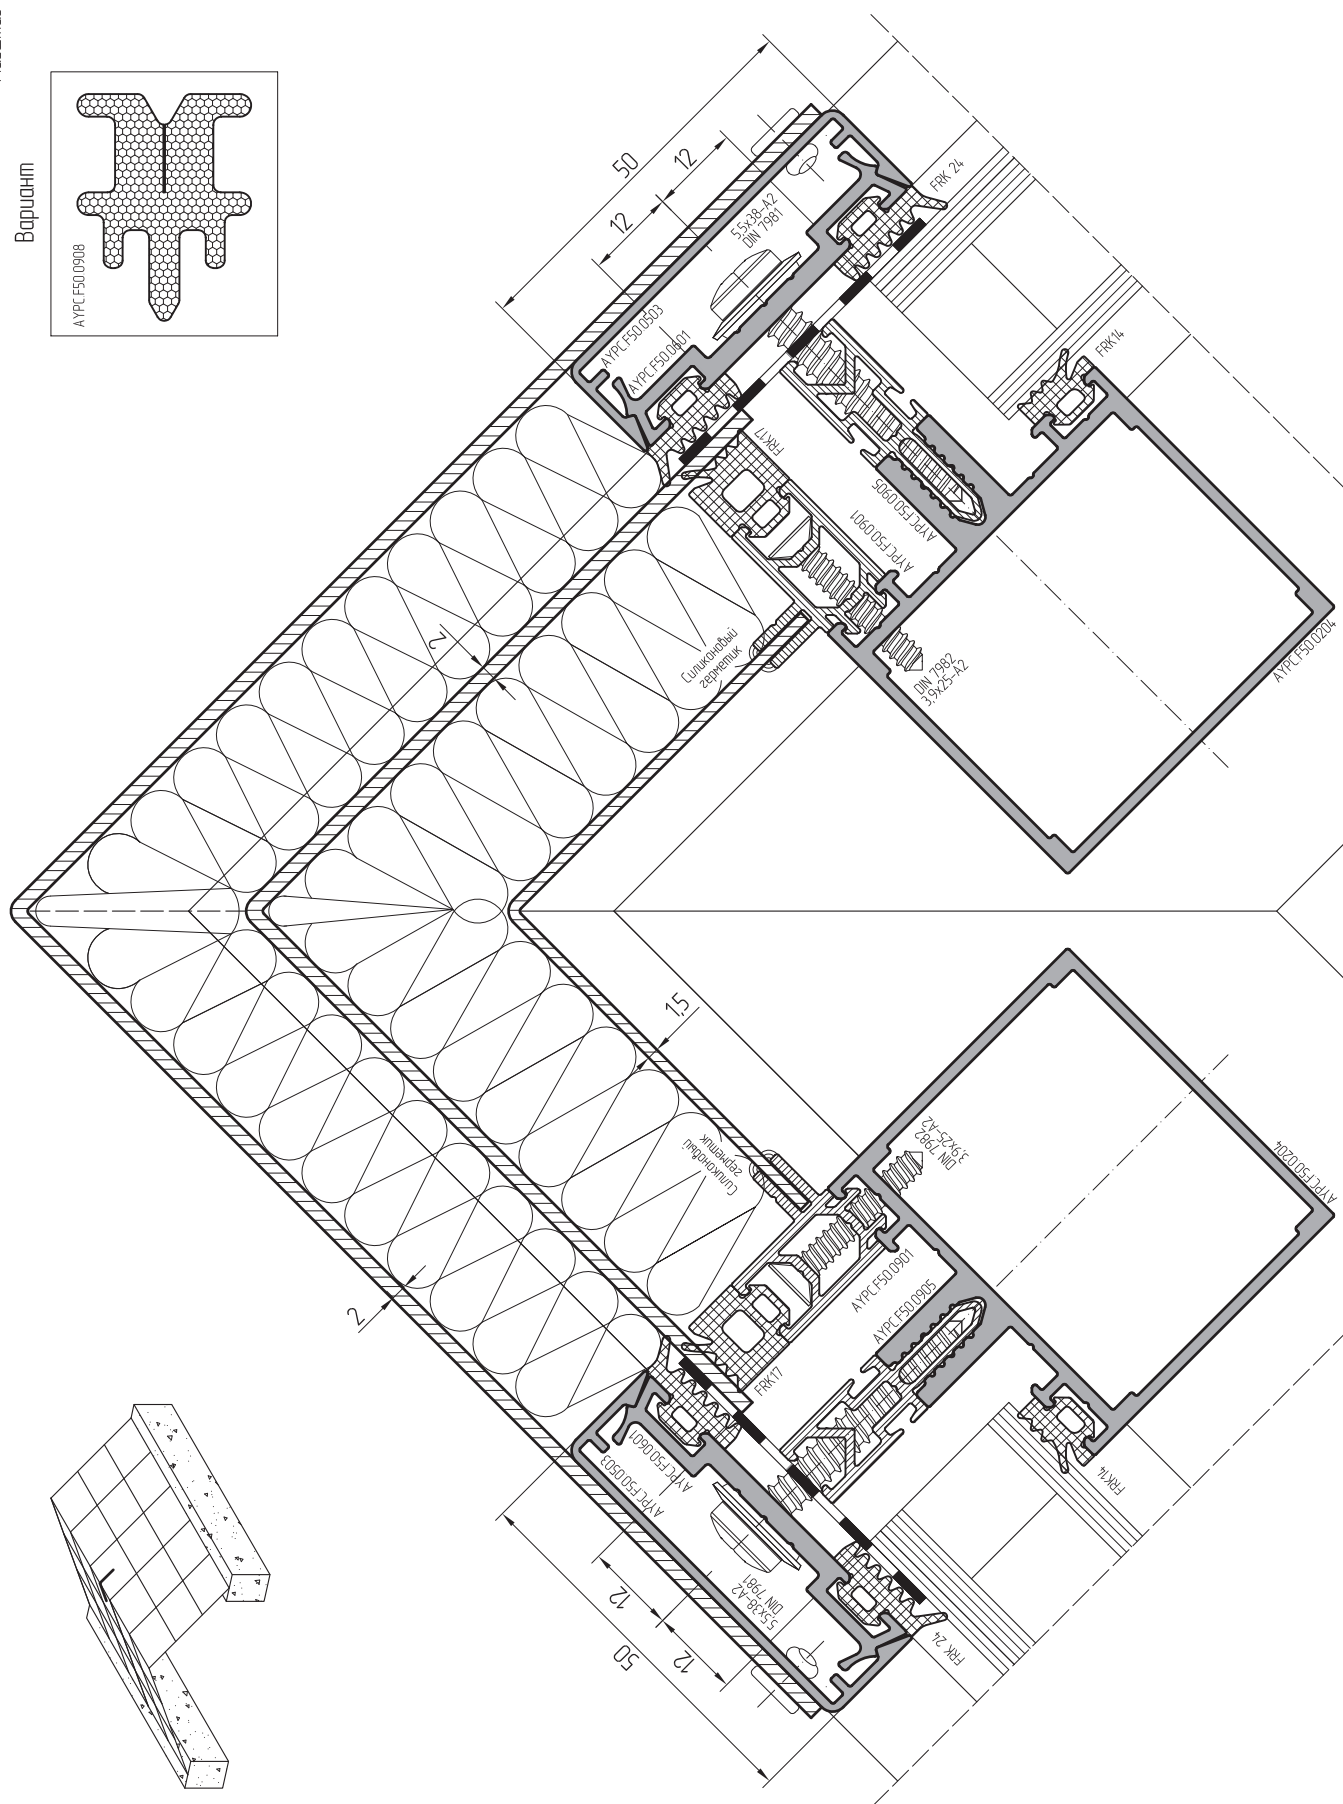 Вариант
AYPC.F50.0908
50
12
12
5,5x38-A2
DIN 7981
FRK 24
AYPC.F50.0503
AYPC.F50.0601
FRK14
FRK17
AYPC.F50.0905
AYPC.F50.0901
2
Силиконовый
герметик
DIN 7982
3,9x25-A2
AYPC.F50.0204
1,5
Силиконовый
герметик
DIN 7982
3,9x25-A2
AYPC.F50.0204
AYPC.F50.0901
AYPC.F50.0905
2
FRK17
FRK14
AYPC.F50.0601
AYPC.F50.0503
5,5x38-A2
DIN 7981
12
12
50
FRK 24